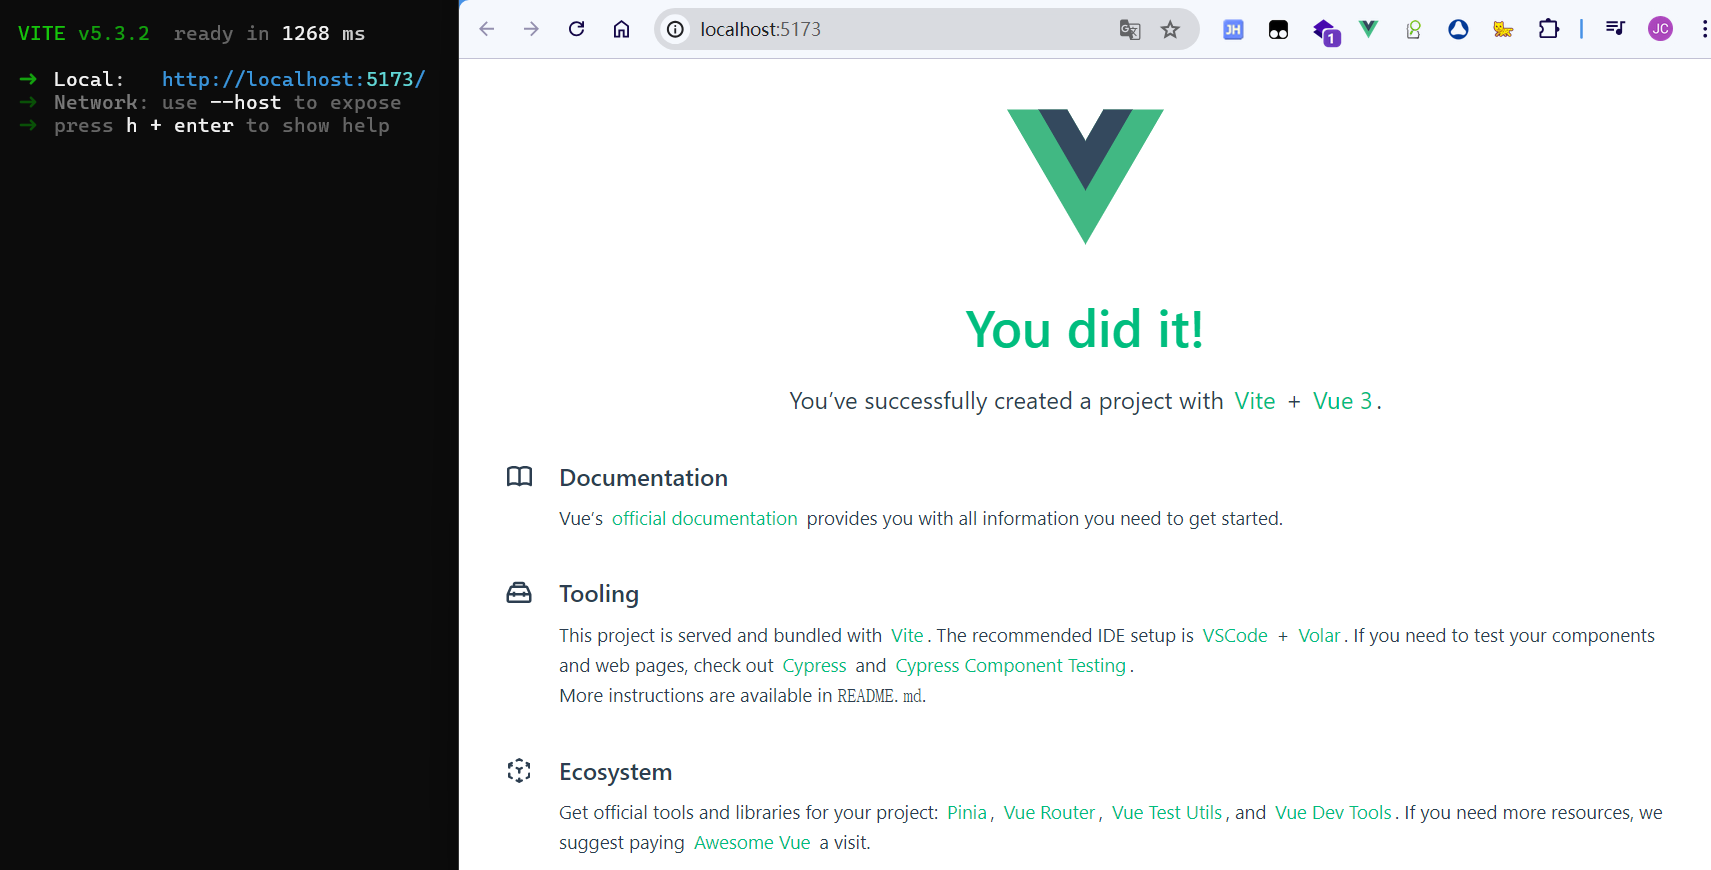 VITE v5.3.2 ready in 1268 ms
➜ Local: http://localhost:5173/
➜ Network: use --host to expose
➜ press h + enter to show help
localhost:5173
JH
1
JC
You did it!
You’ve successfully created a project with Vite + Vue 3.
Documentation
Vue’s official documentation provides you with all information you need to get started.
Tooling
This project is served and bundled with Vite. The recommended IDE setup is VSCode + Volar. If you need to test your components
and web pages, check out Cypress and Cypress Component Testing.
More instructions are available in README.md.
Ecosystem
Get official tools and libraries for your project: Pinia, Vue Router, Vue Test Utils, and Vue Dev Tools. If you need more resources, we
suggest paying Awesome Vue a visit.